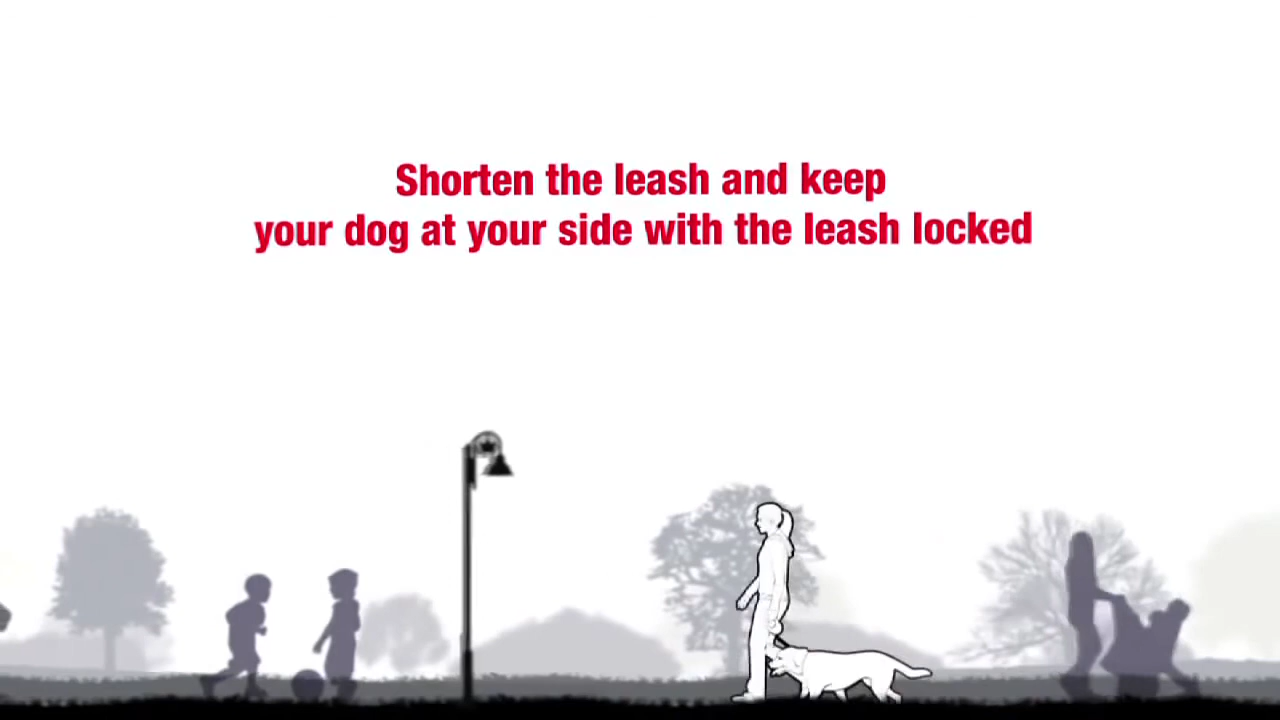 Shorten the leash and keep
your dog at your side with the leash locked